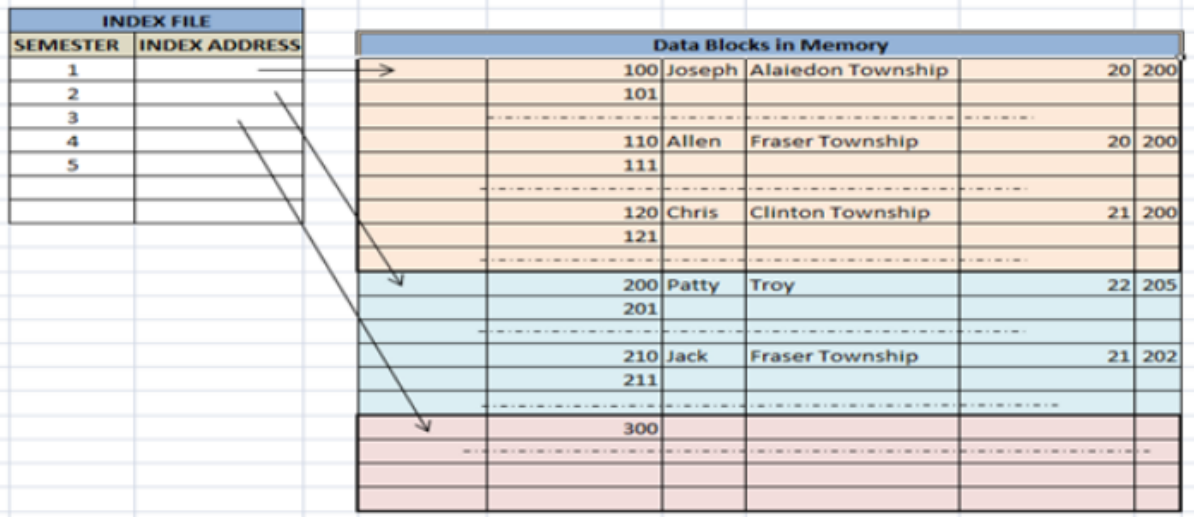 INDEX FILE
SEMESTER INDEX ADDRESS
1
2
3
4
5
Data Blocks in Memory
100 Joseph Alaiedon Township 20 200
101
110 Allen Fraser Township 20 200
111
120 Chris Clinton Township 21 200
121
200 Patty Troy 22 205
201
210 Jack Fraser Township 21 202
211
300